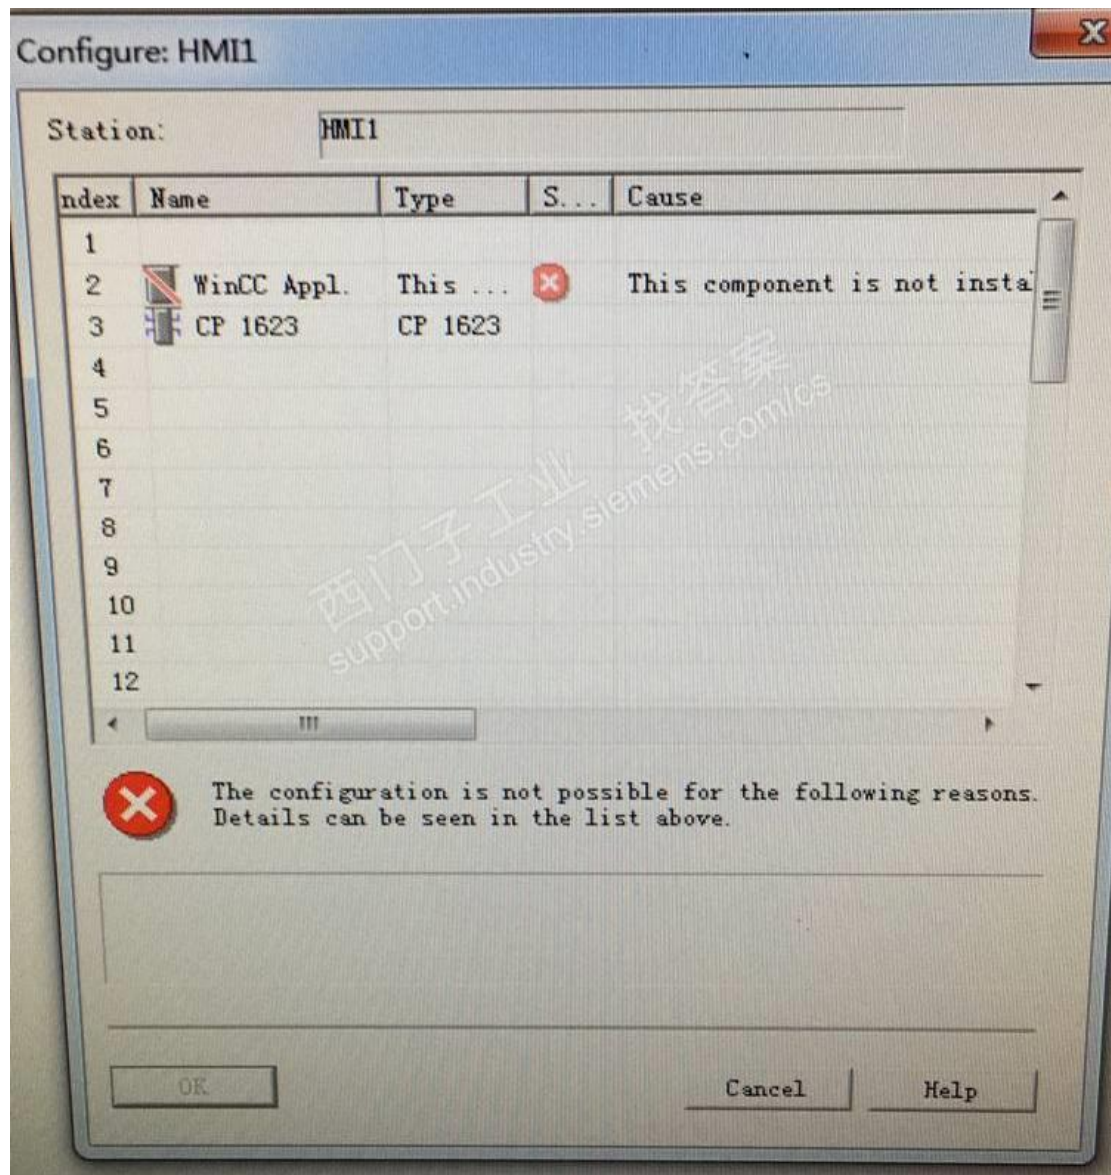 Configure: HMI1
Station: HMI1
ndex Name Type S... Cause
1
2 WinCC Appl. This ... This component is not insta
3 CP 1623 CP 1623
4
5
6
7
8
9
10
11
12
西门子工业 找答案
support.industry.siemens.com/cs
The configuration is not possible for the following reasons.
Details can be seen in the list above.
OK Cancel Help